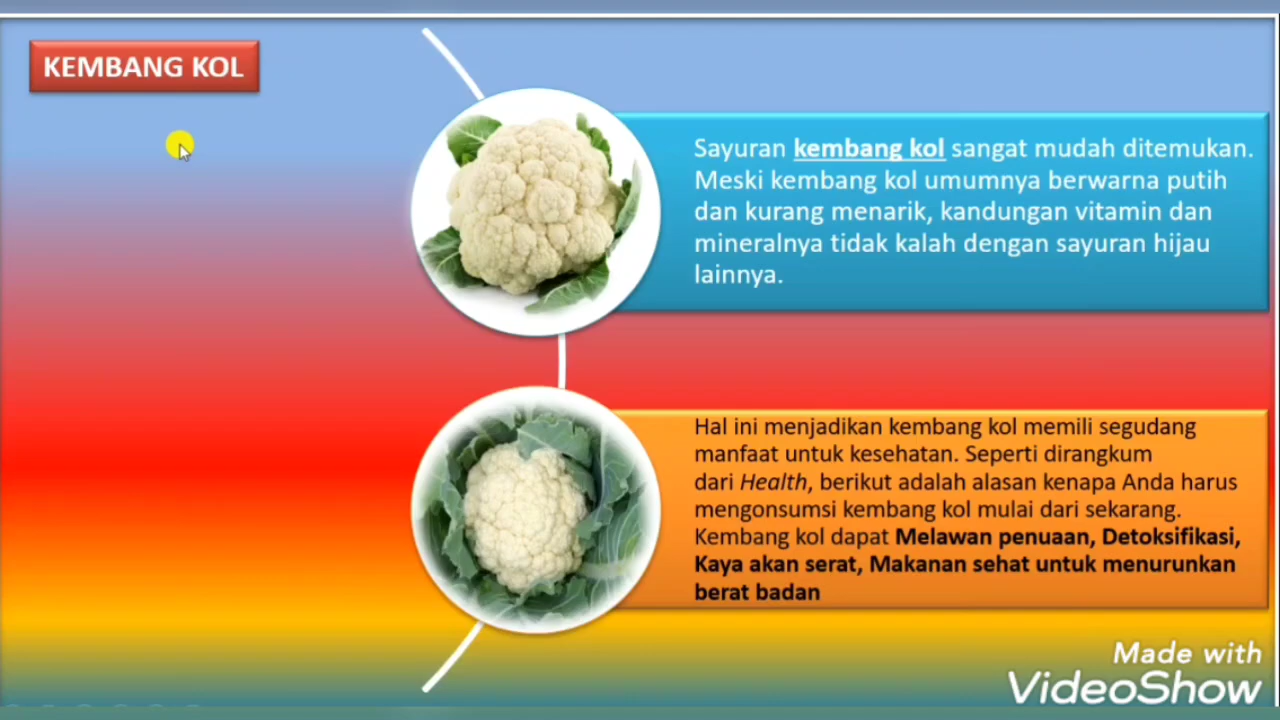 KEMBANG KOL
Sayuran kembang kol sangat mudah ditemukan.
Meski kembang kol umumnya berwarna putih
dan kurang menarik, kandungan vitamin dan
mineralnya tidak kalah dengan sayuran hijau
lainnya.
Hal ini menjadikan kembang kol memili segudang
manfaat untuk kesehatan. Seperti dirangkum
dari Health, berikut adalah alasan kenapa Anda harus
mengonsumsi kembang kol mulai dari sekarang.
Kembang kol dapat Melawan penuaan, Detoksifikasi,
Kaya akan serat, Makanan sehat untuk menurunkan
berat badan
Made with
VideoShow